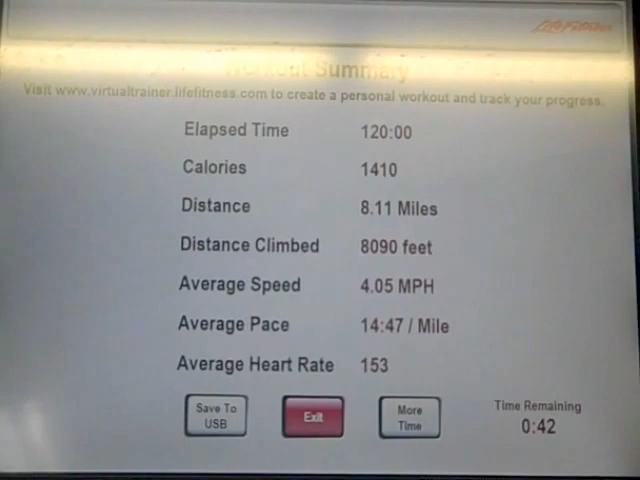 LifeFitness
Workout Summary
Visit www.virtualtrainer.lifefitness.com to create a personal workout and track your progress.
Elapsed Time 120:00
Calories 1410
Distance 8.11 Miles
Distance Climbed 8090 feet
Average Speed 4.05 MPH
Average Pace 14:47 / Mile
Average Heart Rate 153
Save To
USB
Exit
More
Time
Time Remaining
0:42